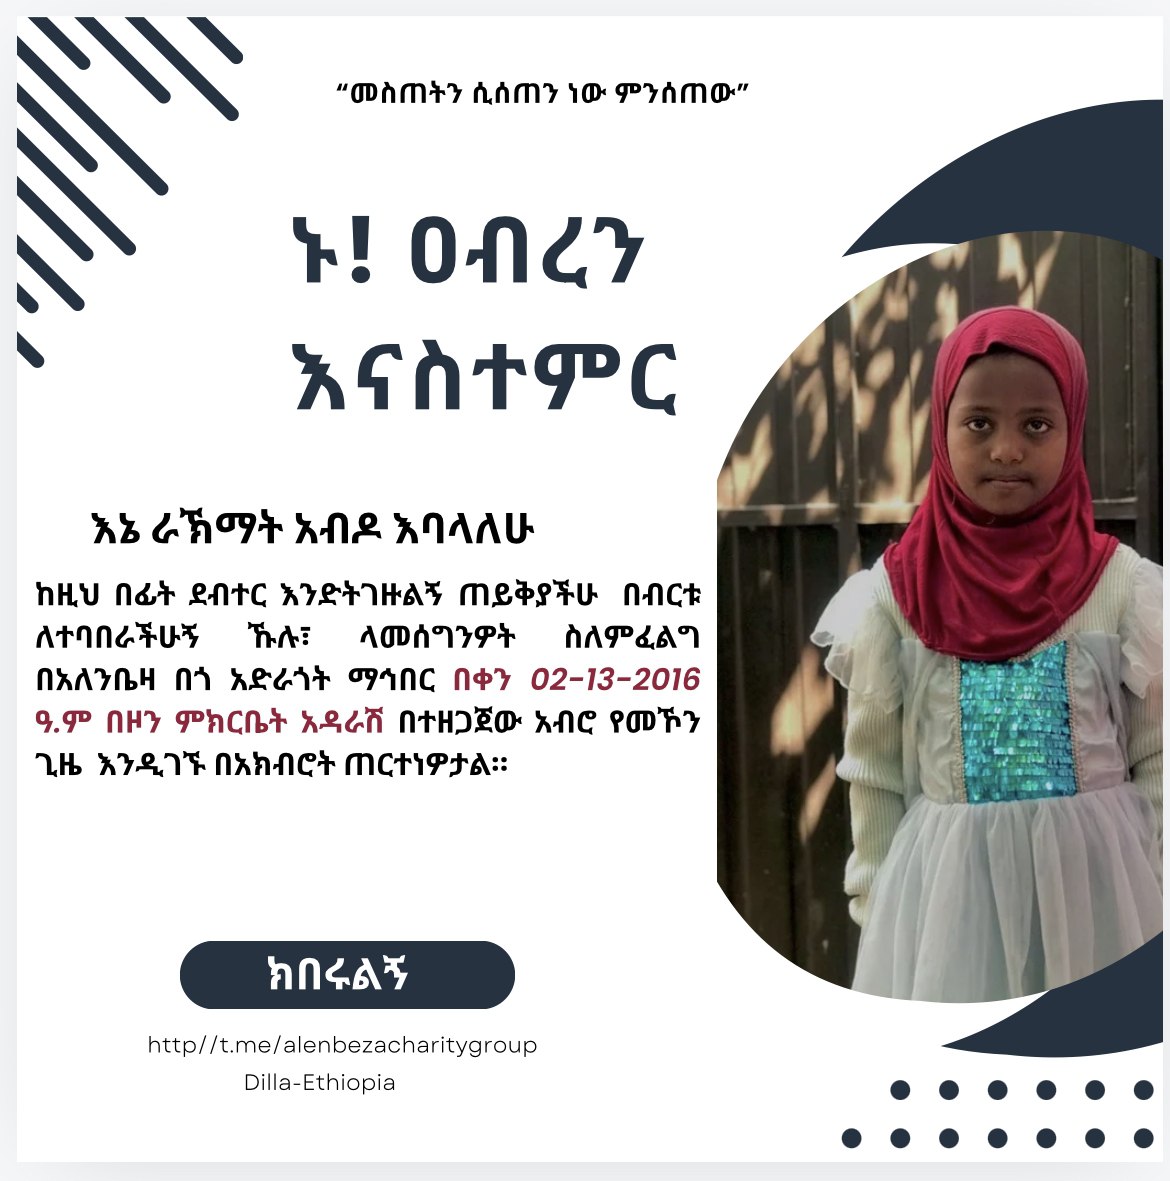 “መስጠትን ሲሰጠን ነው ምንሰጠው”
ኑ! ዐብረን
እናስተምር
እኔ ራኽማት አብዶ እባላለሁ
ከዚህ በፊት ደብተር እንድትገዙልኝ ጠይቅያችሁ በብርቱ
ለተባበራችሁኝ ኹሉ፣ ላመሰግንዎት ስለምፈልግ
በአለንቤዛ በጎ አድራጎት ማኅበር በቀን 02-13-2016
ዓ.ም በዞን ምክርቤት አዳራሽ በተዘጋጀው አብሮ የመኾን
ጊዜ እንዲገኙ በአክብሮት ጠርተነዎታል።
ክበሩልኝ
http//t.me/alenbezacharitygroup
Dilla-Ethiopia